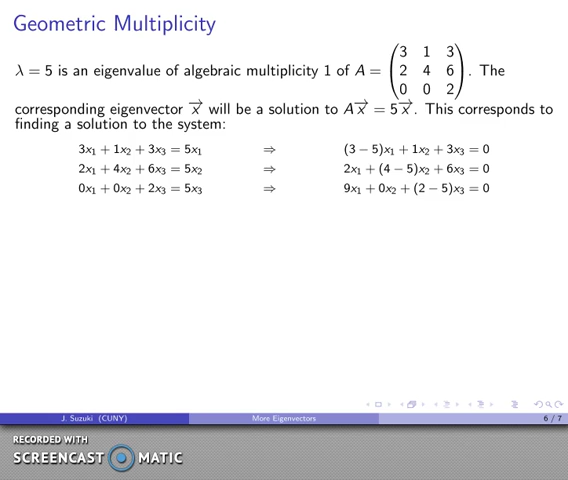 Geometric Multiplicity
λ = 5 is an eigenvalue of algebraic multiplicity 1 of A = (3 1 3
2 4 6
0 0 2). The
corresponding eigenvector x⃗ will be a solution to Ax⃗ = 5x⃗. This corresponds to
finding a solution to the system:
3x₁ + 1x₂ + 3x₃ = 5x₁ ⇒ (3 − 5)x₁ + 1x₂ + 3x₃ = 0
2x₁ + 4x₂ + 6x₃ = 5x₂ ⇒ 2x₁ + (4 − 5)x₂ + 6x₃ = 0
0x₁ + 0x₂ + 2x₃ = 5x₃ ⇒ 9x₁ + 0x₂ + (2 − 5)x₃ = 0
J. Suzuki (CUNY) More Eigenvectors 6 / 7
RECORDED WITH
SCREENCAST MATIC